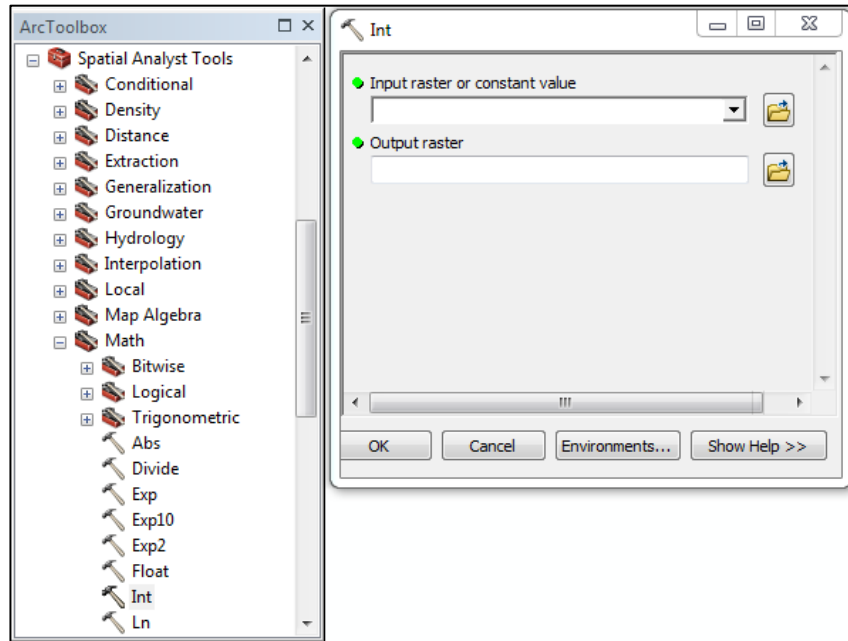 ArcToolbox
Spatial Analyst Tools
Conditional
Density
Distance
Extraction
Generalization
Groundwater
Hydrology
Interpolation
Local
Map Algebra
Math
Bitwise
Logical
Trigonometric
Abs
Divide
Exp
Exp10
Exp2
Float
Int
Ln
Int
Input raster or constant value
Output raster
OK
Cancel
Environments...
Show Help >>